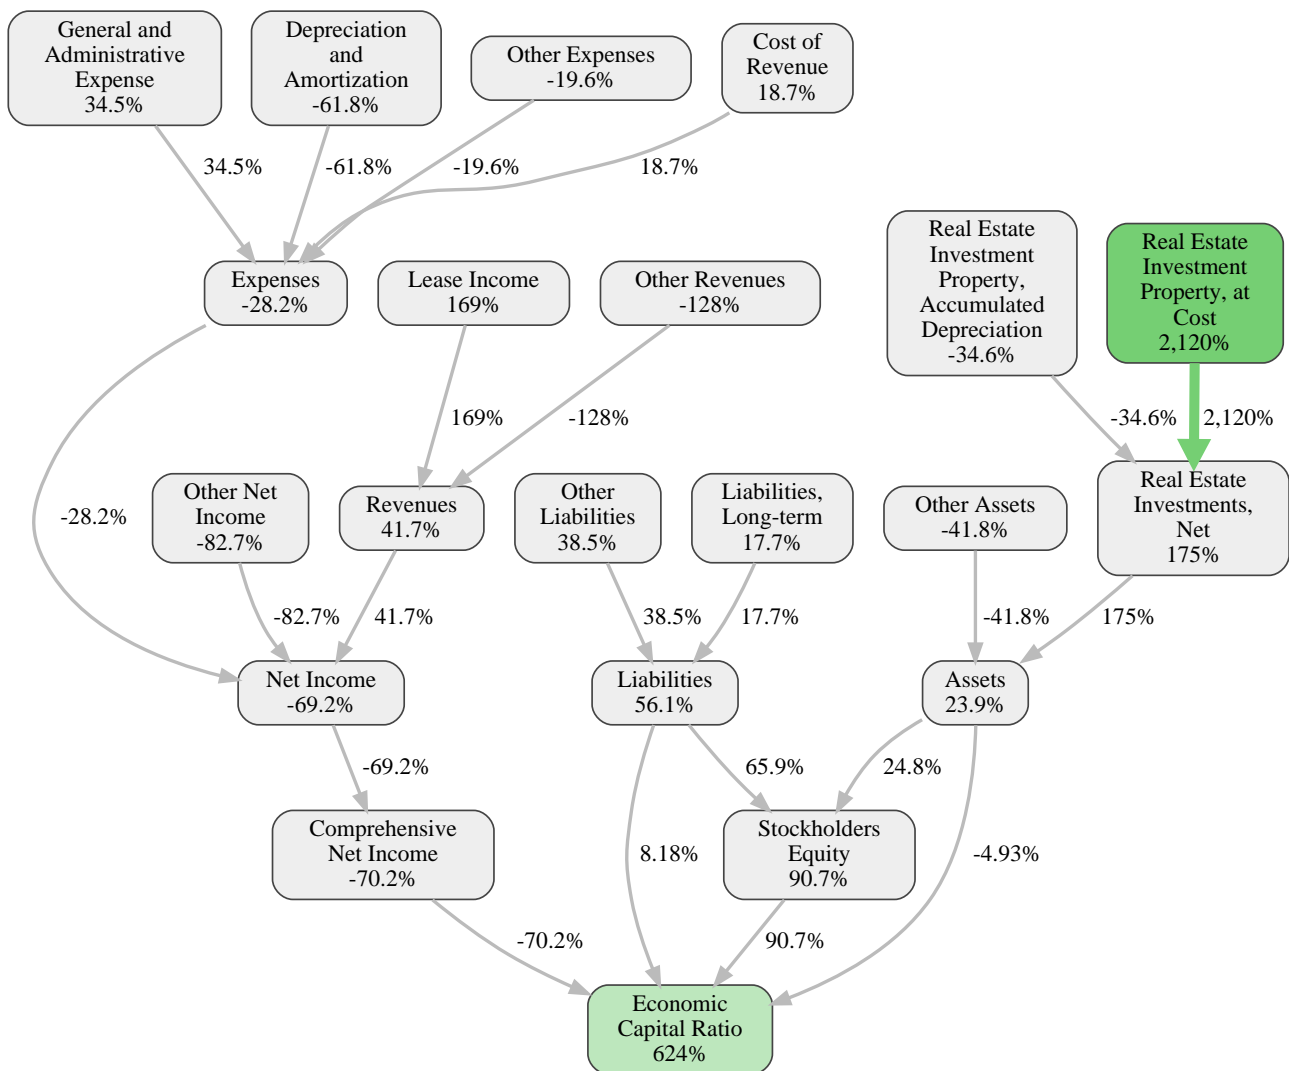 General and
Administrative
Expense
34.5%
Depreciation
and
Amortization
-61.8%
Other Expenses
-19.6%
Cost of
Revenue
18.7%
34.5%
-61.8%
-19.6%
18.7%
Real Estate
Investment
Property,
Accumulated
Depreciation
-34.6%
Real Estate
Investment
Property, at
Cost
2,120%
Expenses
-28.2%
Lease Income
169%
Other Revenues
-128%
169%
-128%
-34.6%
2,120%
-28.2%
Other Net
Income
-82.7%
Revenues
41.7%
Other
Liabilities
38.5%
Liabilities,
Long-term
17.7%
Other Assets
-41.8%
Real Estate
Investments,
Net
175%
-82.7%
41.7%
38.5%
17.7%
-41.8%
175%
Net Income
-69.2%
Liabilities
56.1%
Assets
23.9%
-69.2%
65.9%
24.8%
Comprehensive
Net Income
-70.2%
8.18%
Stockholders
Equity
90.7%
-4.93%
-70.2%
90.7%
Economic
Capital Ratio
624%